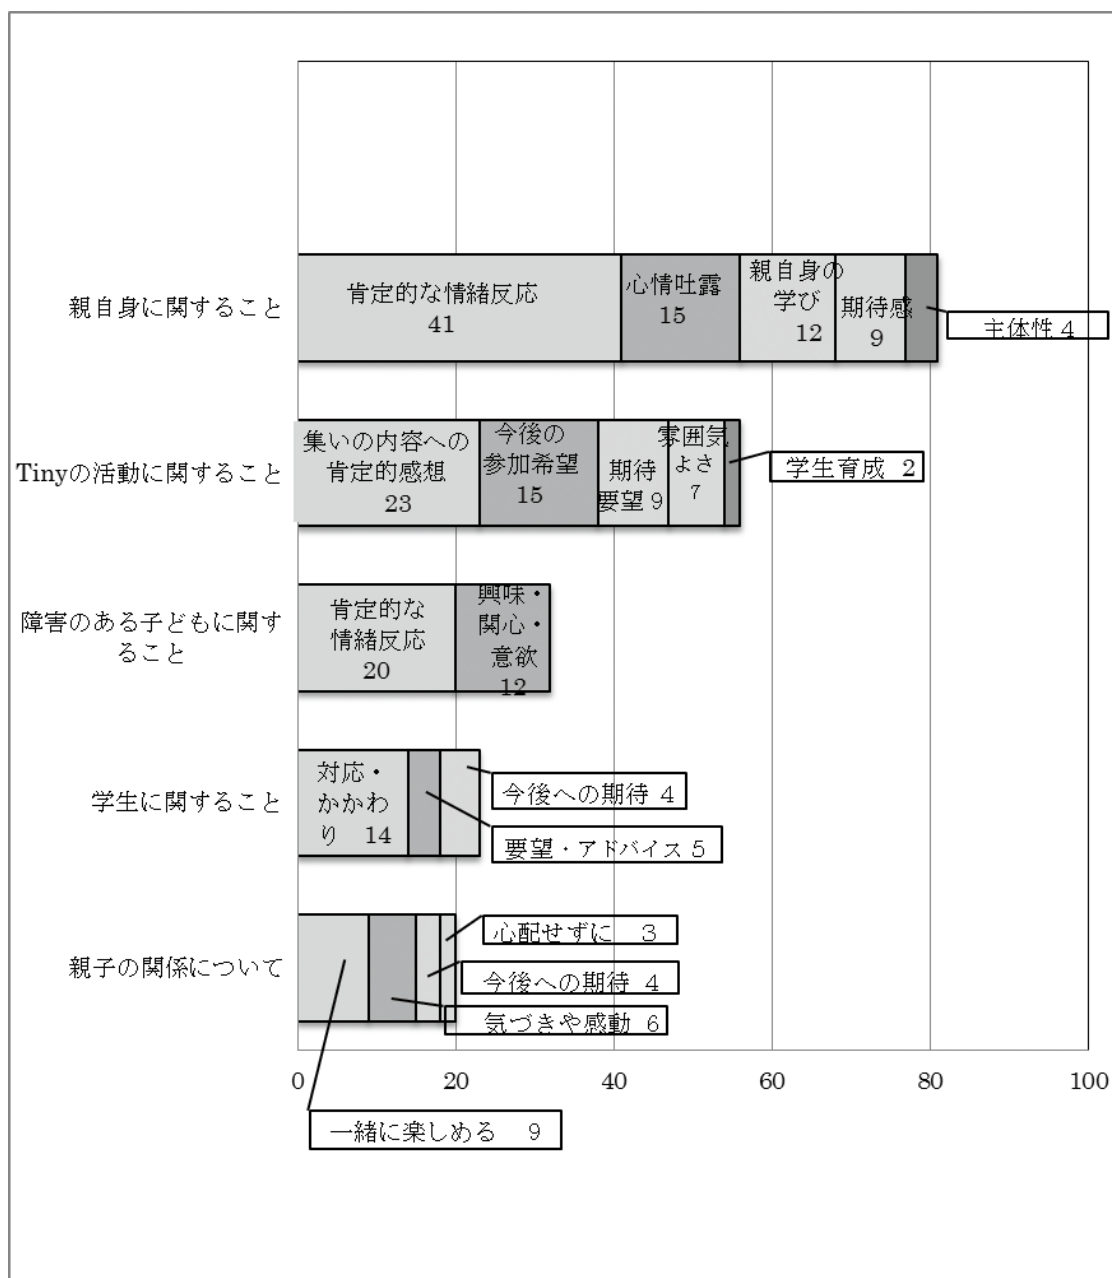 親自身に関すること
肯定的な情緒反応
41
心情吐露
15
親自身の
学び
12
期待感
9
主体性 4
Tinyの活動に関すること
集いの内容への
肯定的感想
23
今後の
参加希望
15
期待
要望 9
雰囲気
よさ
7
学生育成 2
障害のある子どもに関す
ること
肯定的な
情緒反応
20
興味・
関心・
意欲
12
学生に関すること
対応・
かかわ
り 14
今後への期待 4
要望・アドバイス 5
親子の関係について
心配せずに 3
今後への期待 4
気づきや感動 6
0 20 40 60 80 100
一緒に楽しめる 9